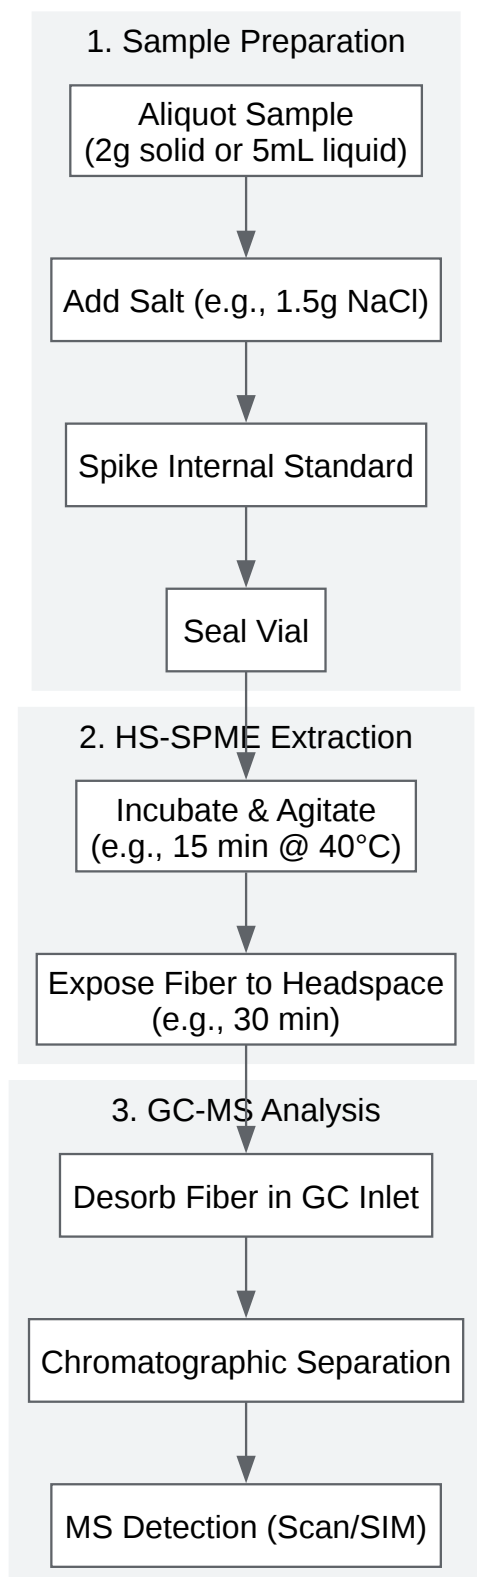 1. Sample Preparation
Aliquot Sample
(2g solid or 5mL liquid)
Add Salt (e.g., 1.5g NaCl)
Spike Internal Standard
Seal Vial
2. HS-SPME Extraction
Incubate & Agitate
(e.g., 15 min @ 40°C)
Expose Fiber to Headspace
(e.g., 30 min)
3. GC-MS Analysis
Desorb Fiber in GC Inlet
Chromatographic Separation
MS Detection (Scan/SIM)